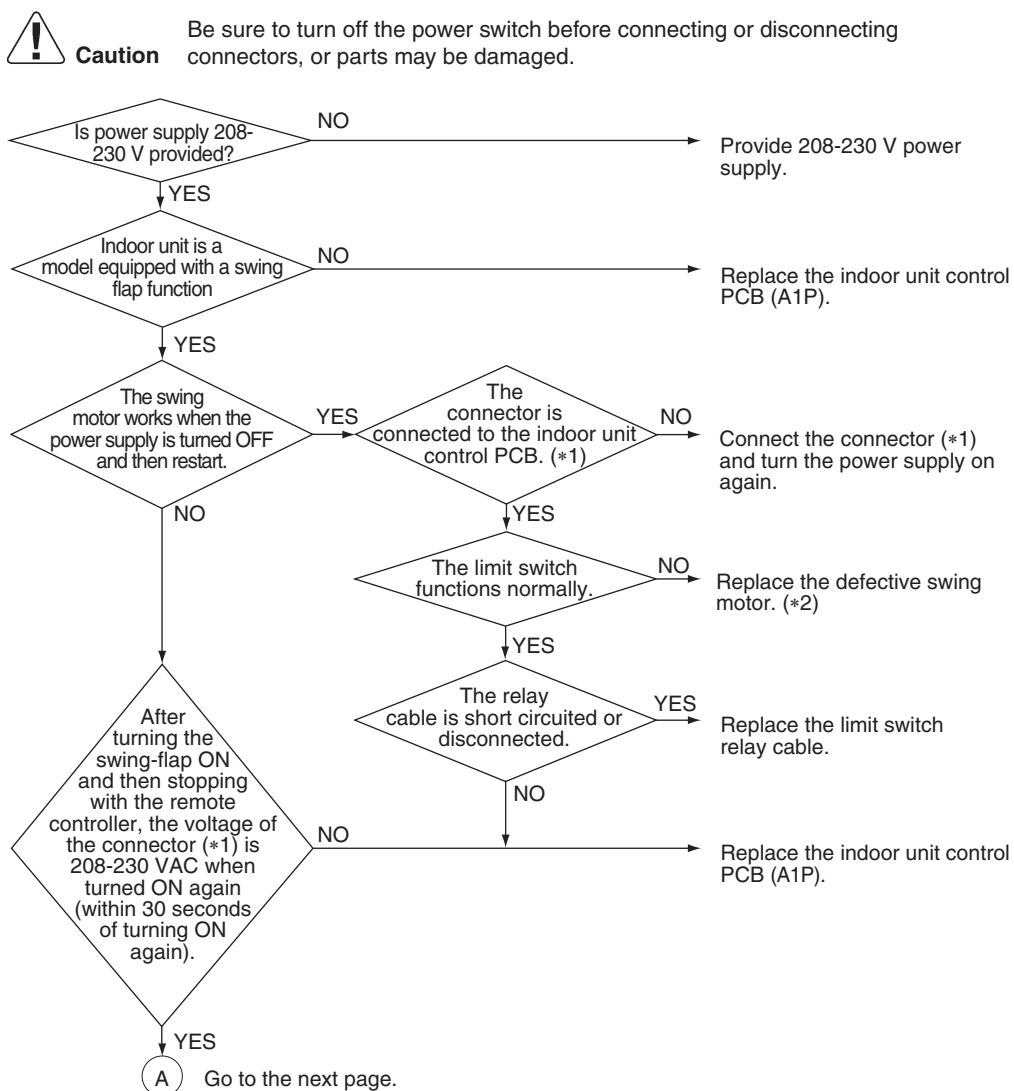 Caution
Be sure to turn off the power switch before connecting or disconnecting
connectors, or parts may be damaged.
Is power supply 208-
230 V provided?
NO
Provide 208-230 V power
supply.
YES
Indoor unit is a
model equipped with a swing
flap function
NO
Replace the indoor unit control
PCB (A1P).
YES
The swing
motor works when the
power supply is turned OFF
and then restart.
YES
The
connector is
connected to the indoor unit
control PCB. (*1)
NO
Connect the connector (*1)
and turn the power supply on
again.
NO
YES
The limit switch
functions normally.
NO
Replace the defective swing
motor. (*2)
YES
The relay
cable is short circuited or
disconnected.
YES
Replace the limit switch
relay cable.
NO
After
turning the
swing-flap ON
and then stopping
with the remote
controller, the voltage of
the connector (*1) is
208-230 VAC when
turned ON again
(within 30 seconds
of turning ON
again).
NO
Replace the indoor unit control
PCB (A1P).
YES
A
Go to the next page.